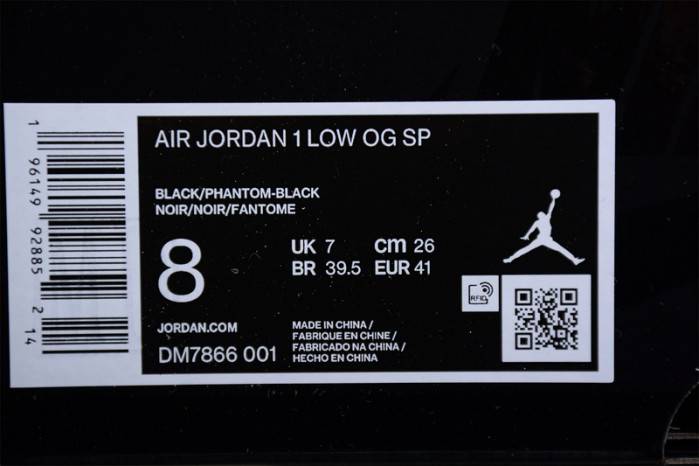 1 96149 92885 2 14
AIR JORDAN 1 LOW OG SP
BLACK/PHANTOM-BLACK
NOIR/NOIR/FANTOME
8
UK 7 cm 26
BR 39.5 EUR 41
RFID
JORDAN.COM
DM7866 001
MADE IN CHINA /
FABRIQUE EN CHINE /
FABRICADO NA CHINA /
HECHO EN CHINA